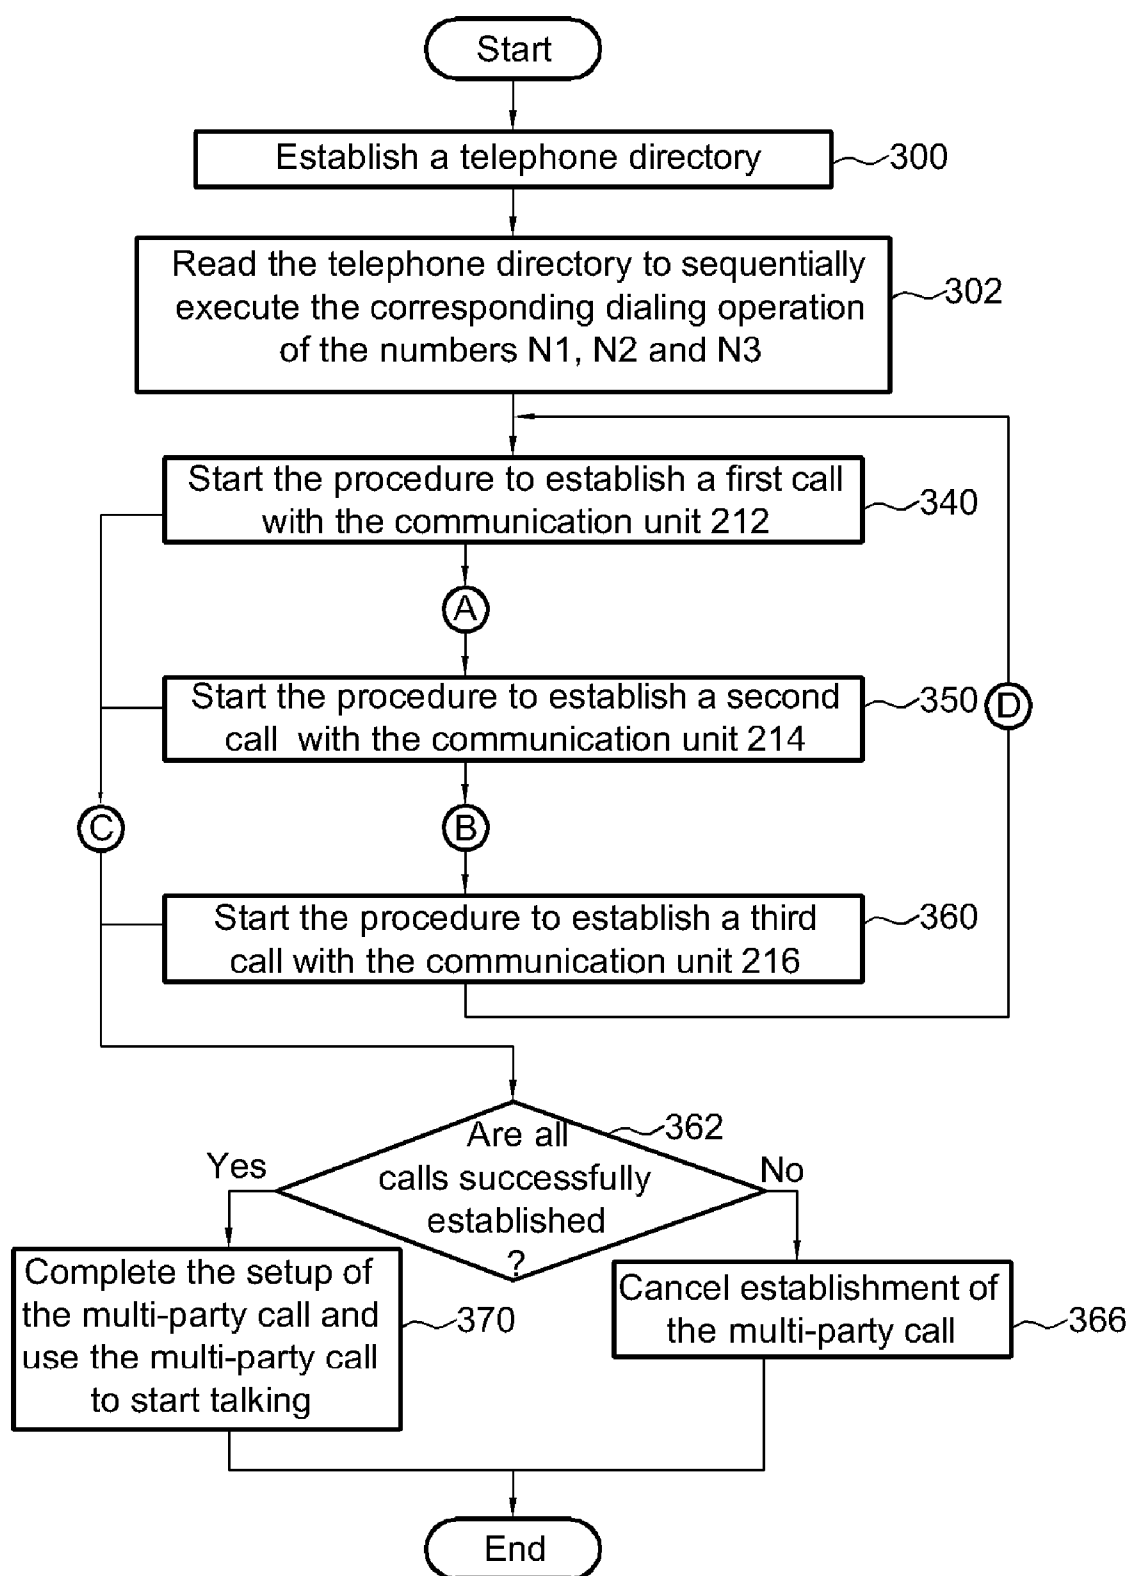 Start
Establish a telephone directory
300
Read the telephone directory to sequentially
execute the corresponding dialing operation
of the numbers N1, N2 and N3
302
Start the procedure to establish a first call
with the communication unit 212
340
A
Start the procedure to establish a second
call with the communication unit 214
350
D
C
B
Start the procedure to establish a third
call with the communication unit 216
360
Are all
calls successfully
established
?
362
Yes
No
Complete the setup of
the multi-party call and
use the multi-party call
to start talking
370
Cancel establishment of
the multi-party call
366
End